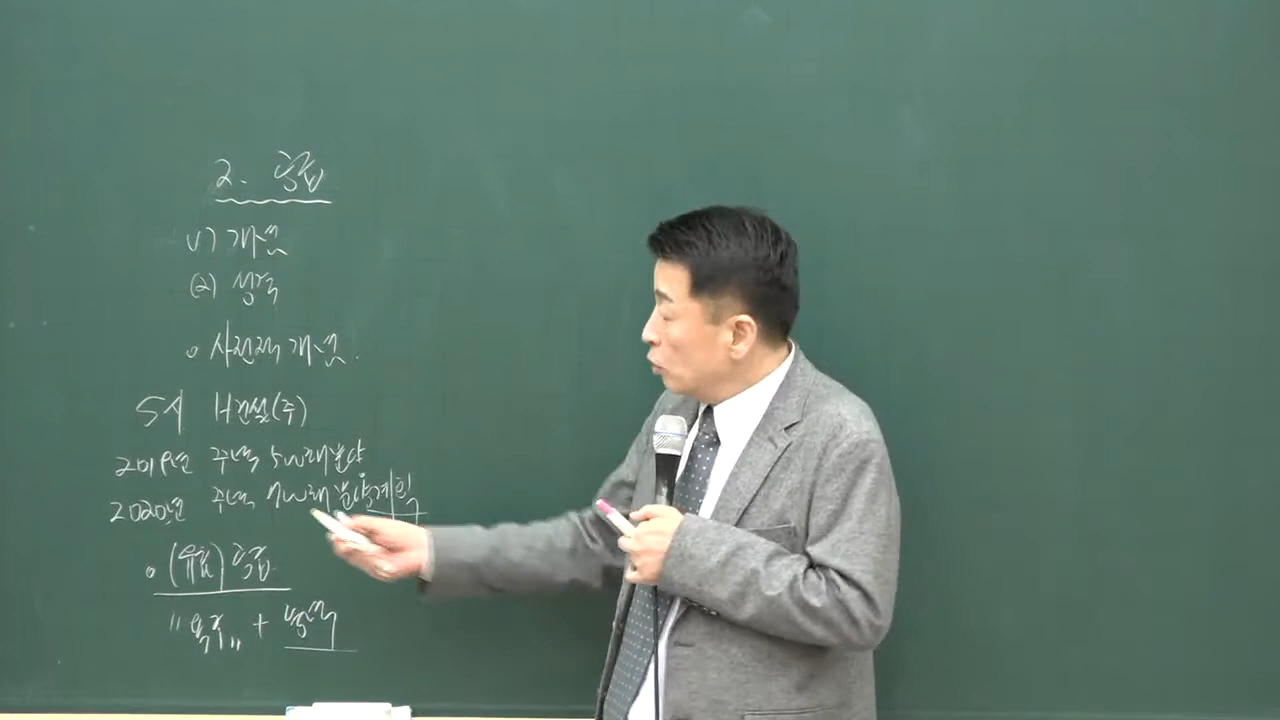 2. 공급
(1) 개념
(2) 성격
○ 사전적 개념.
S사 H건설(주)
2019년 주택 5만채분양
2020년 주택 7만채 분양계획
○ (유효) 공급
"욕구" + 능력